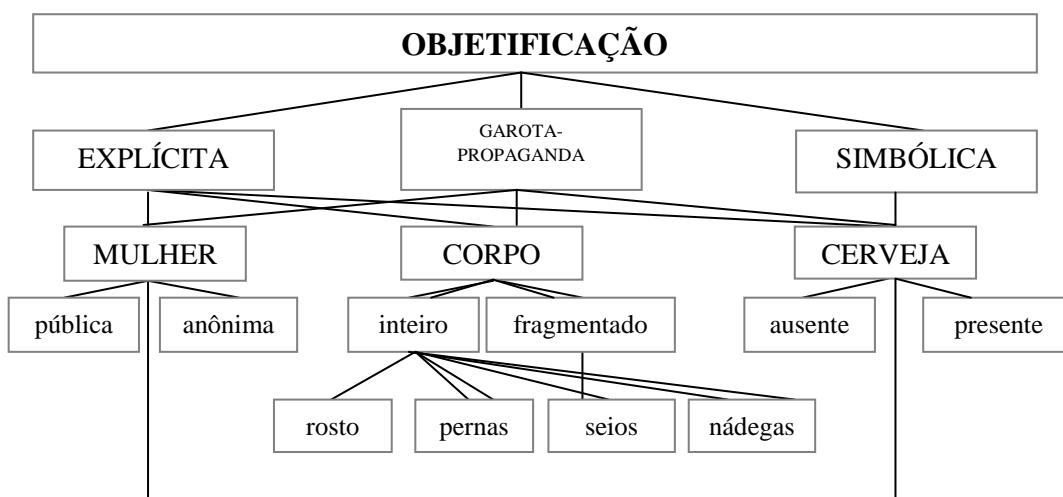 OBJETIFICAÇÃO
EXPLÍCITA
GAROTA-
PROPAGANDA
SIMBÓLICA
MULHER
CORPO
CERVEJA
pública
anônima
inteiro
fragmentado
ausente
presente
rosto
pernas
seios
nádegas